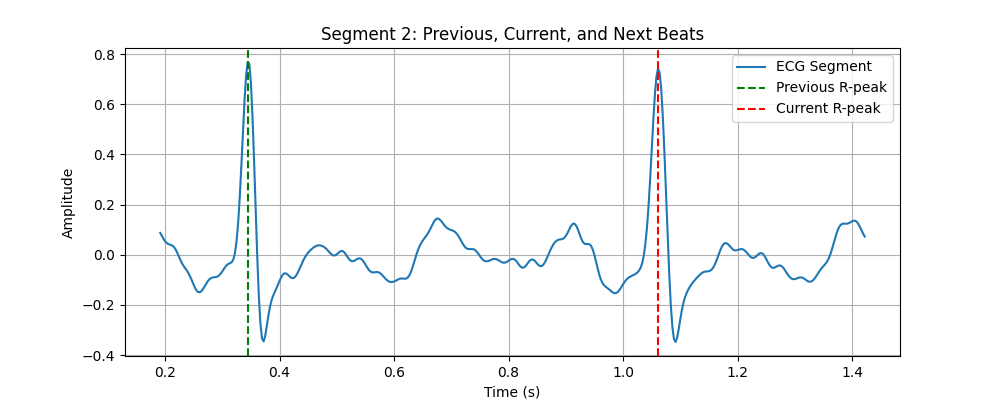 Segment 2: Previous, Current, and Next Beats
ECG Segment
Previous R-peak
Current R-peak
Amplitude
0.8
0.6
0.4
0.2
0.0
−0.2
−0.4
0.2 0.4 0.6 0.8 1.0 1.2 1.4
Time (s)